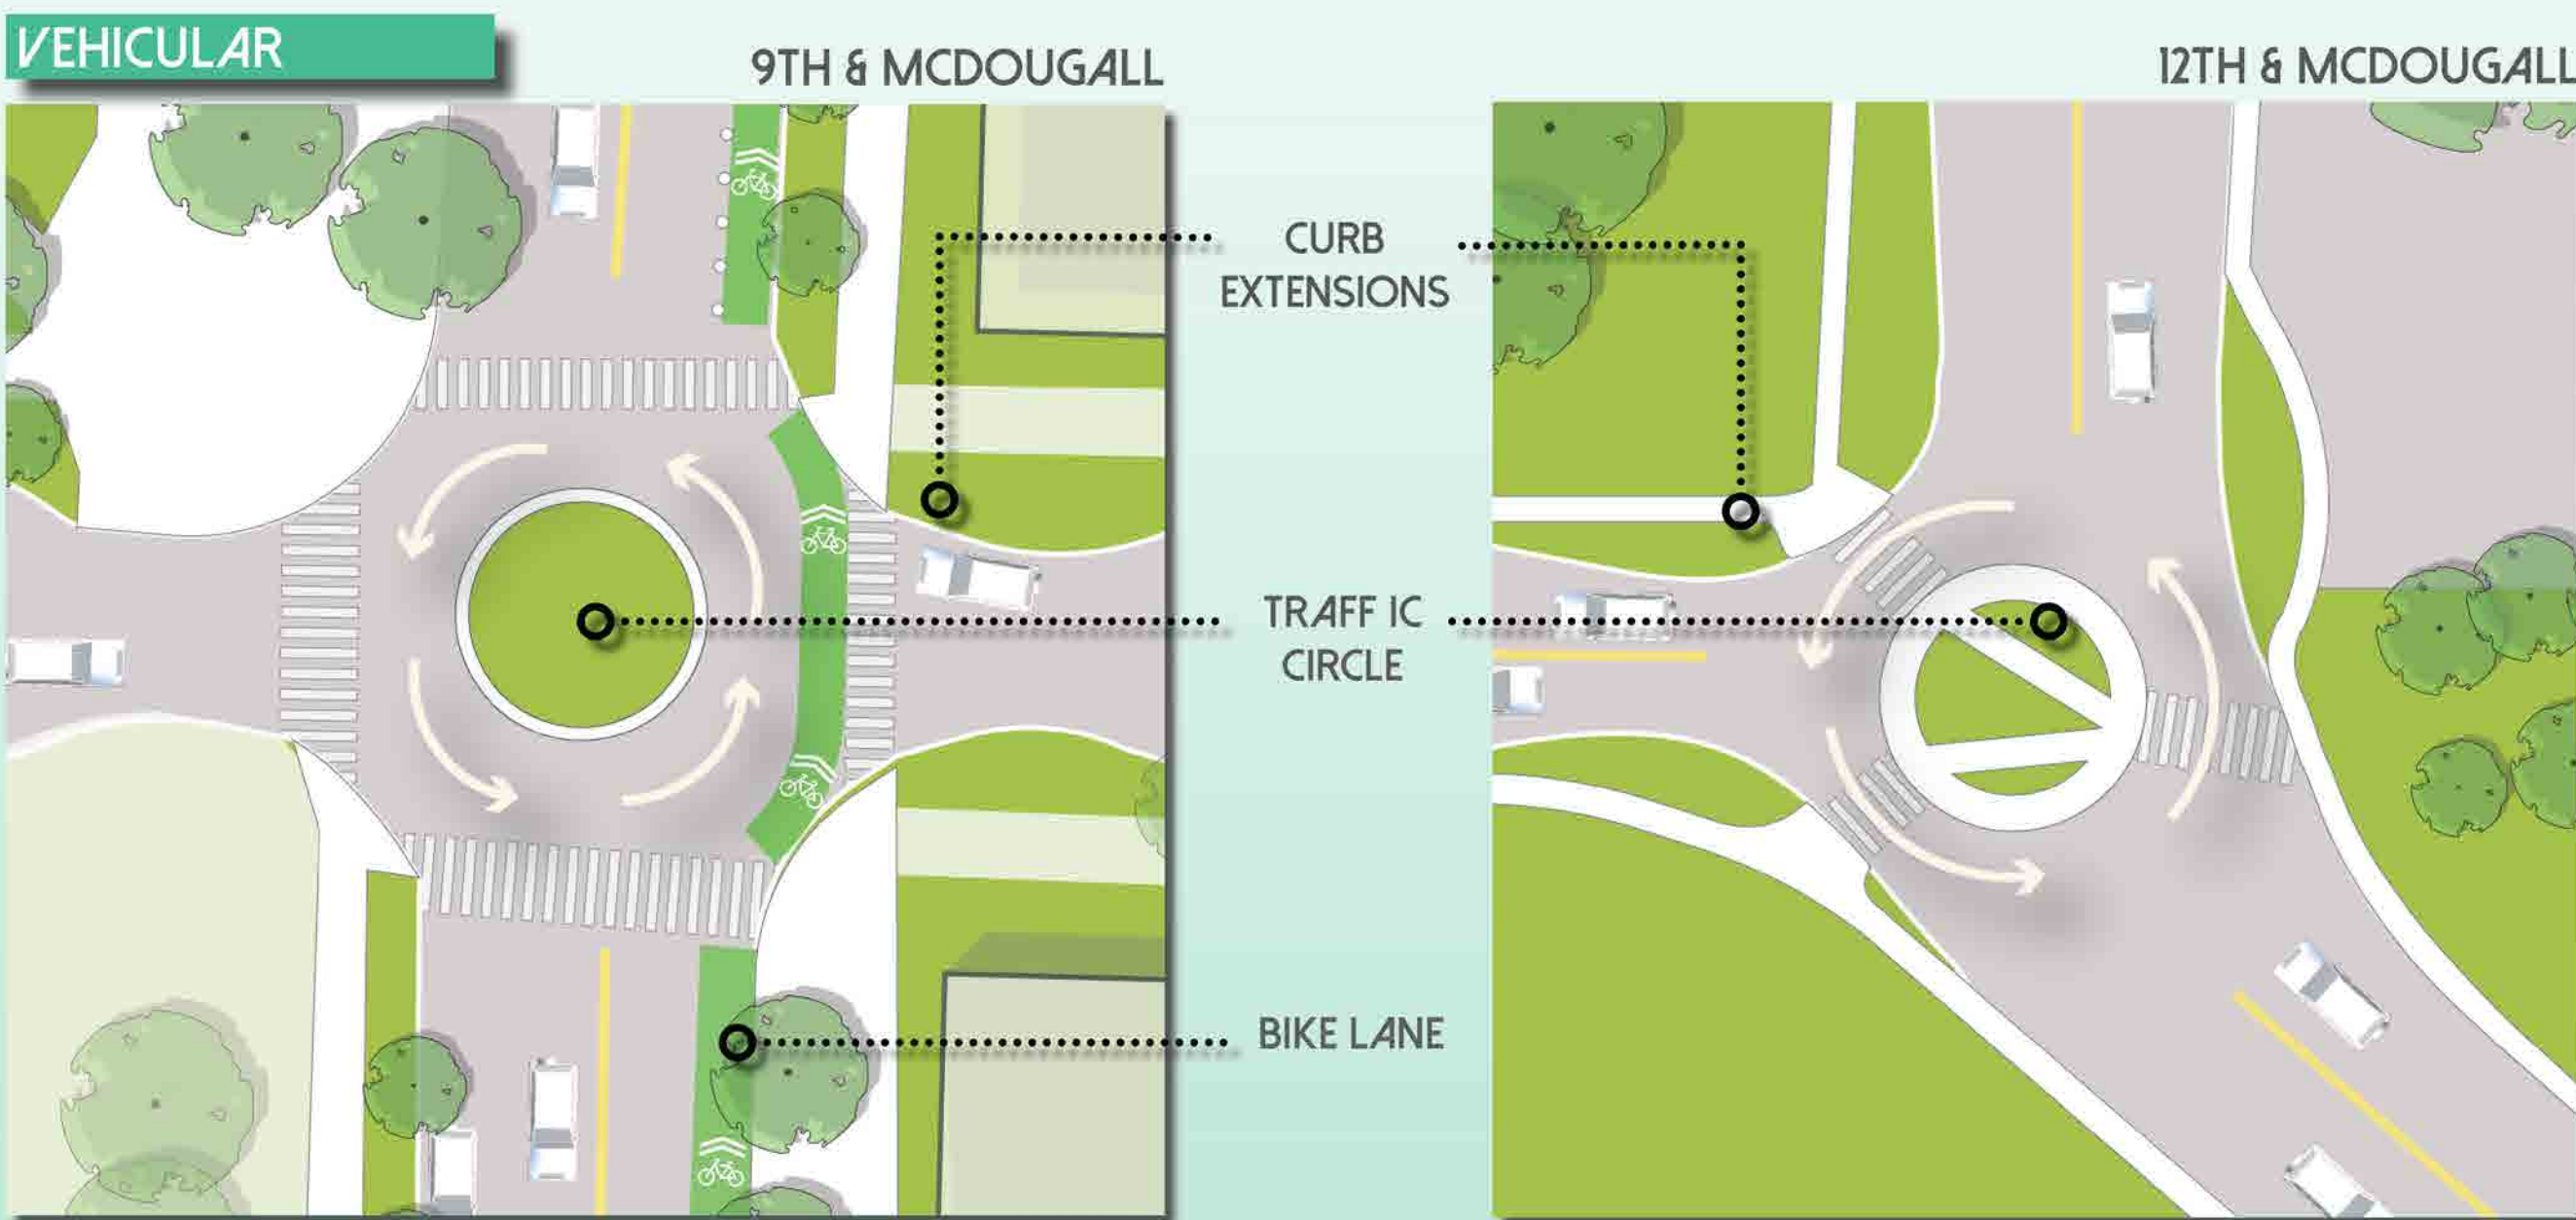 VEHICULAR
9TH & MCDOUGALL
12TH & MCDOUGALL
CURB
EXTENSIONS
TRAFF IC
CIRCLE
BIKE LANE